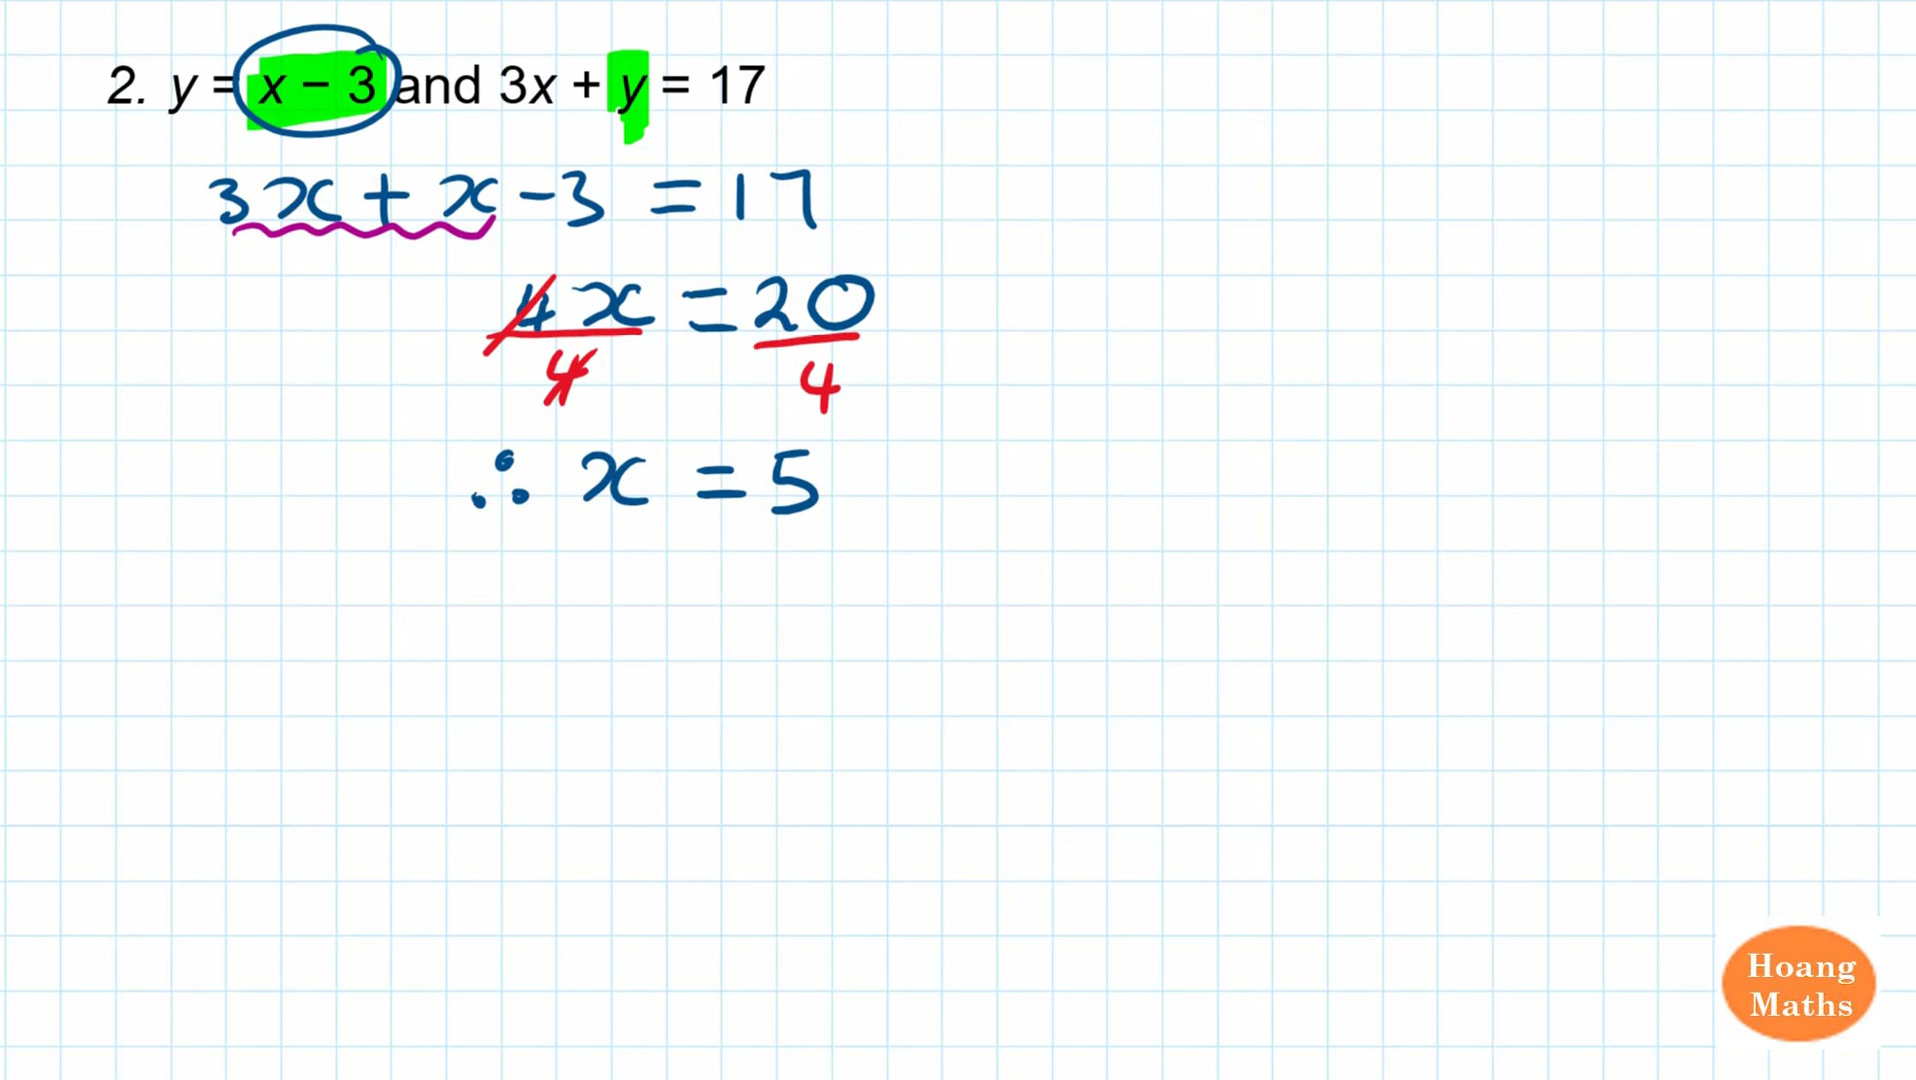 2. y = x − 3 and 3x + y = 17
3x + x - 3 = 17
4x = 20
4 4
∴ x = 5
Hoang
Maths